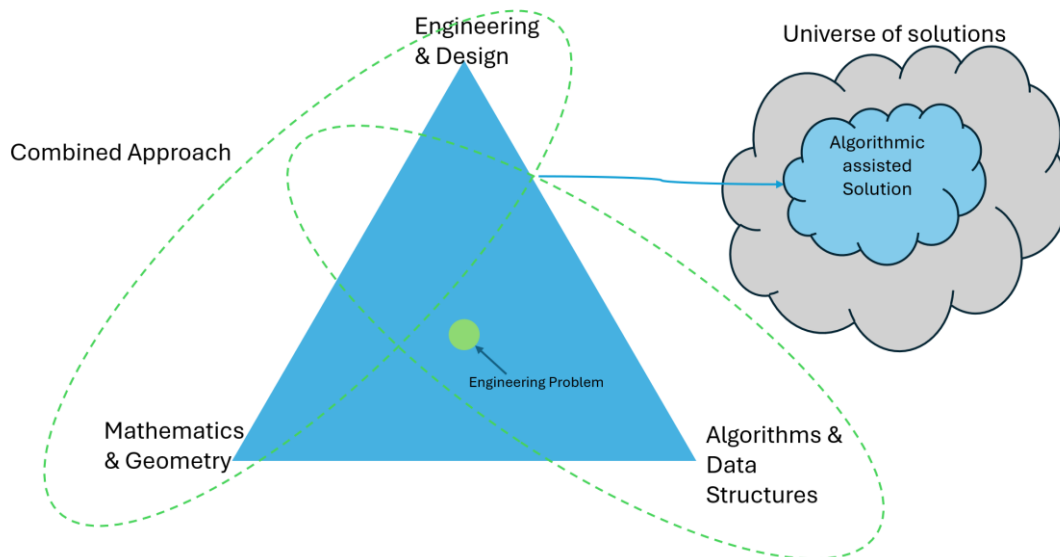 Engineering
& Design
Universe of solutions
Combined Approach
Algorithmic
assisted
Solution
Engineering Problem
Mathematics
& Geometry
Algorithms &
Data
Structures